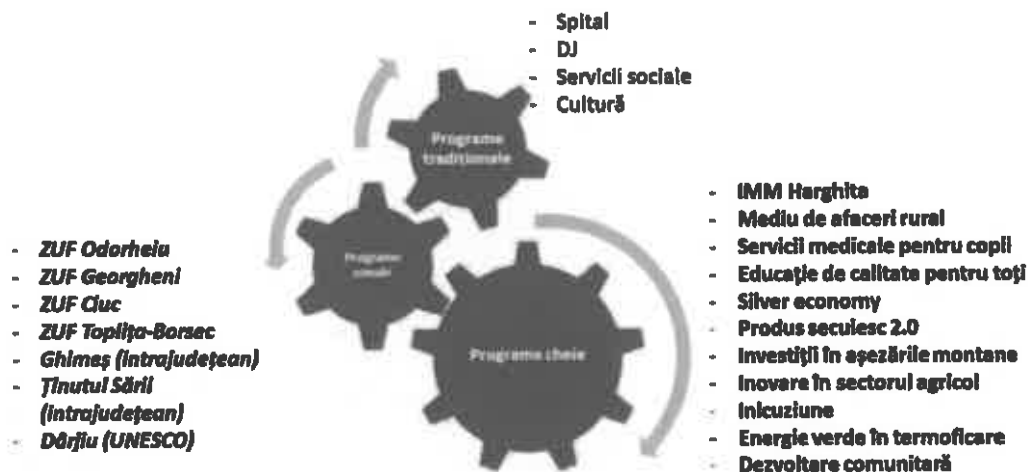 - Spital
- DJ
- Servicii sociale
- Cultură
Programe
tradiționale
- IMM Harghita
- Mediu de afaceri rural
- Servicii medicale pentru copii
- Educație de calitate pentru toți
- Silver economy
- Produs secuiesc 2.0
- Investiții în așezările montane
- Inovare în sectorul agricol
- Inlcuziune
- Energie verde în termoficare
- Dezvoltare comunitară
- ZUF Odorheiu
- ZUF Georgheni
- ZUF Ciuc
- ZUF Toplița-Borsec
- Ghimeș (intrajudețean)
- Ținutul Sării
(intrajudețean)
- Dârjiu (UNESCO)
Programe
zonale
Programe cheie